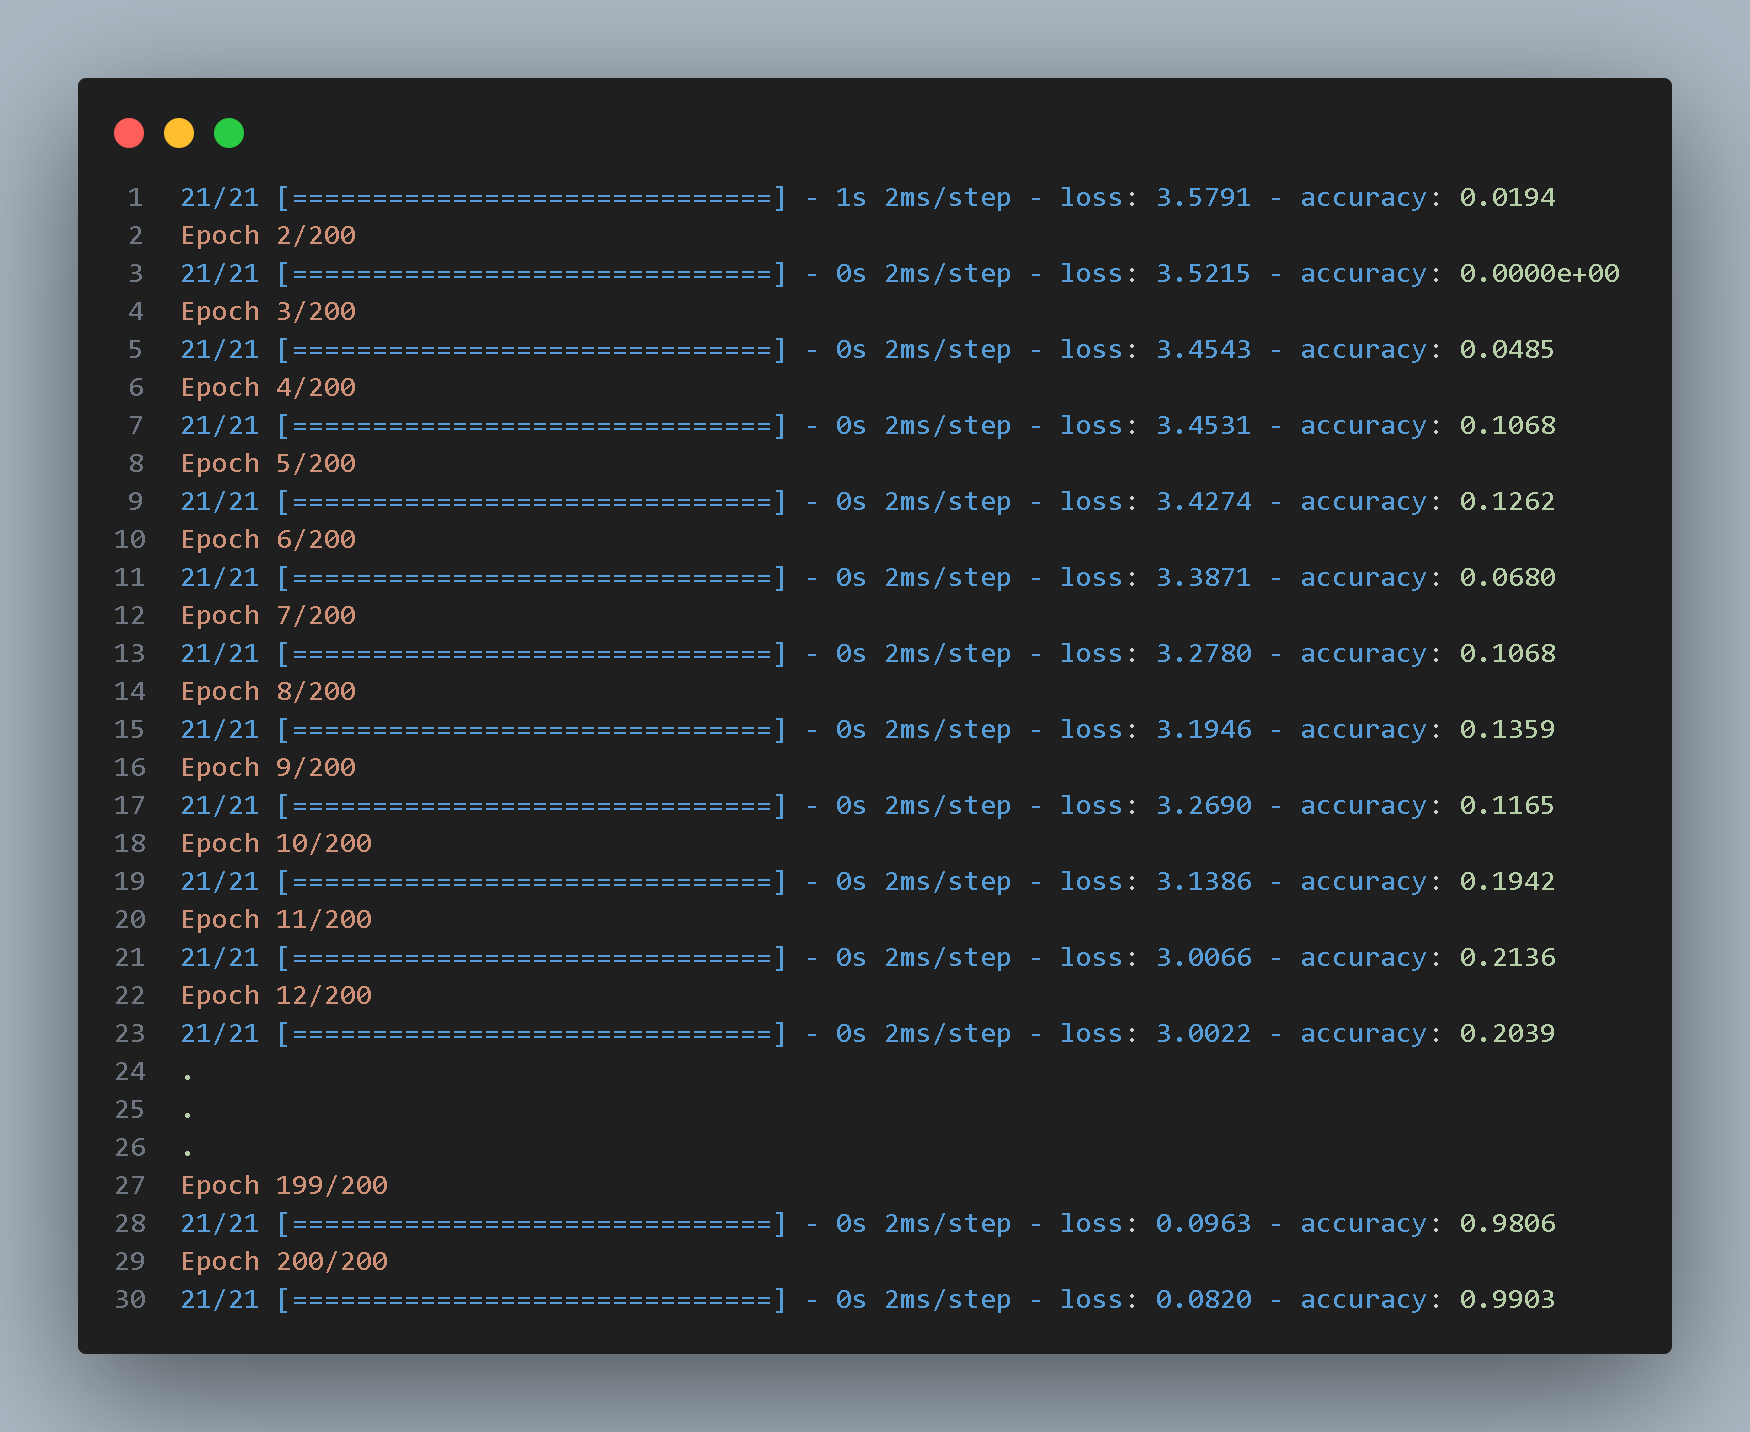 1 21/21 [==============================] - 1s 2ms/step - loss: 3.5791 - accuracy: 0.0194
2 Epoch 2/200
3 21/21 [==============================] - 0s 2ms/step - loss: 3.5215 - accuracy: 0.0000e+00
4 Epoch 3/200
5 21/21 [==============================] - 0s 2ms/step - loss: 3.4543 - accuracy: 0.0485
6 Epoch 4/200
7 21/21 [==============================] - 0s 2ms/step - loss: 3.4531 - accuracy: 0.1068
8 Epoch 5/200
9 21/21 [==============================] - 0s 2ms/step - loss: 3.4274 - accuracy: 0.1262
10 Epoch 6/200
11 21/21 [==============================] - 0s 2ms/step - loss: 3.3871 - accuracy: 0.0680
12 Epoch 7/200
13 21/21 [==============================] - 0s 2ms/step - loss: 3.2780 - accuracy: 0.1068
14 Epoch 8/200
15 21/21 [==============================] - 0s 2ms/step - loss: 3.1946 - accuracy: 0.1359
16 Epoch 9/200
17 21/21 [==============================] - 0s 2ms/step - loss: 3.2690 - accuracy: 0.1165
18 Epoch 10/200
19 21/21 [==============================] - 0s 2ms/step - loss: 3.1386 - accuracy: 0.1942
20 Epoch 11/200
21 21/21 [==============================] - 0s 2ms/step - loss: 3.0066 - accuracy: 0.2136
22 Epoch 12/200
23 21/21 [==============================] - 0s 2ms/step - loss: 3.0022 - accuracy: 0.2039
24 .
25 .
26 .
27 Epoch 199/200
28 21/21 [==============================] - 0s 2ms/step - loss: 0.0963 - accuracy: 0.9806
29 Epoch 200/200
30 21/21 [==============================] - 0s 2ms/step - loss: 0.0820 - accuracy: 0.9903